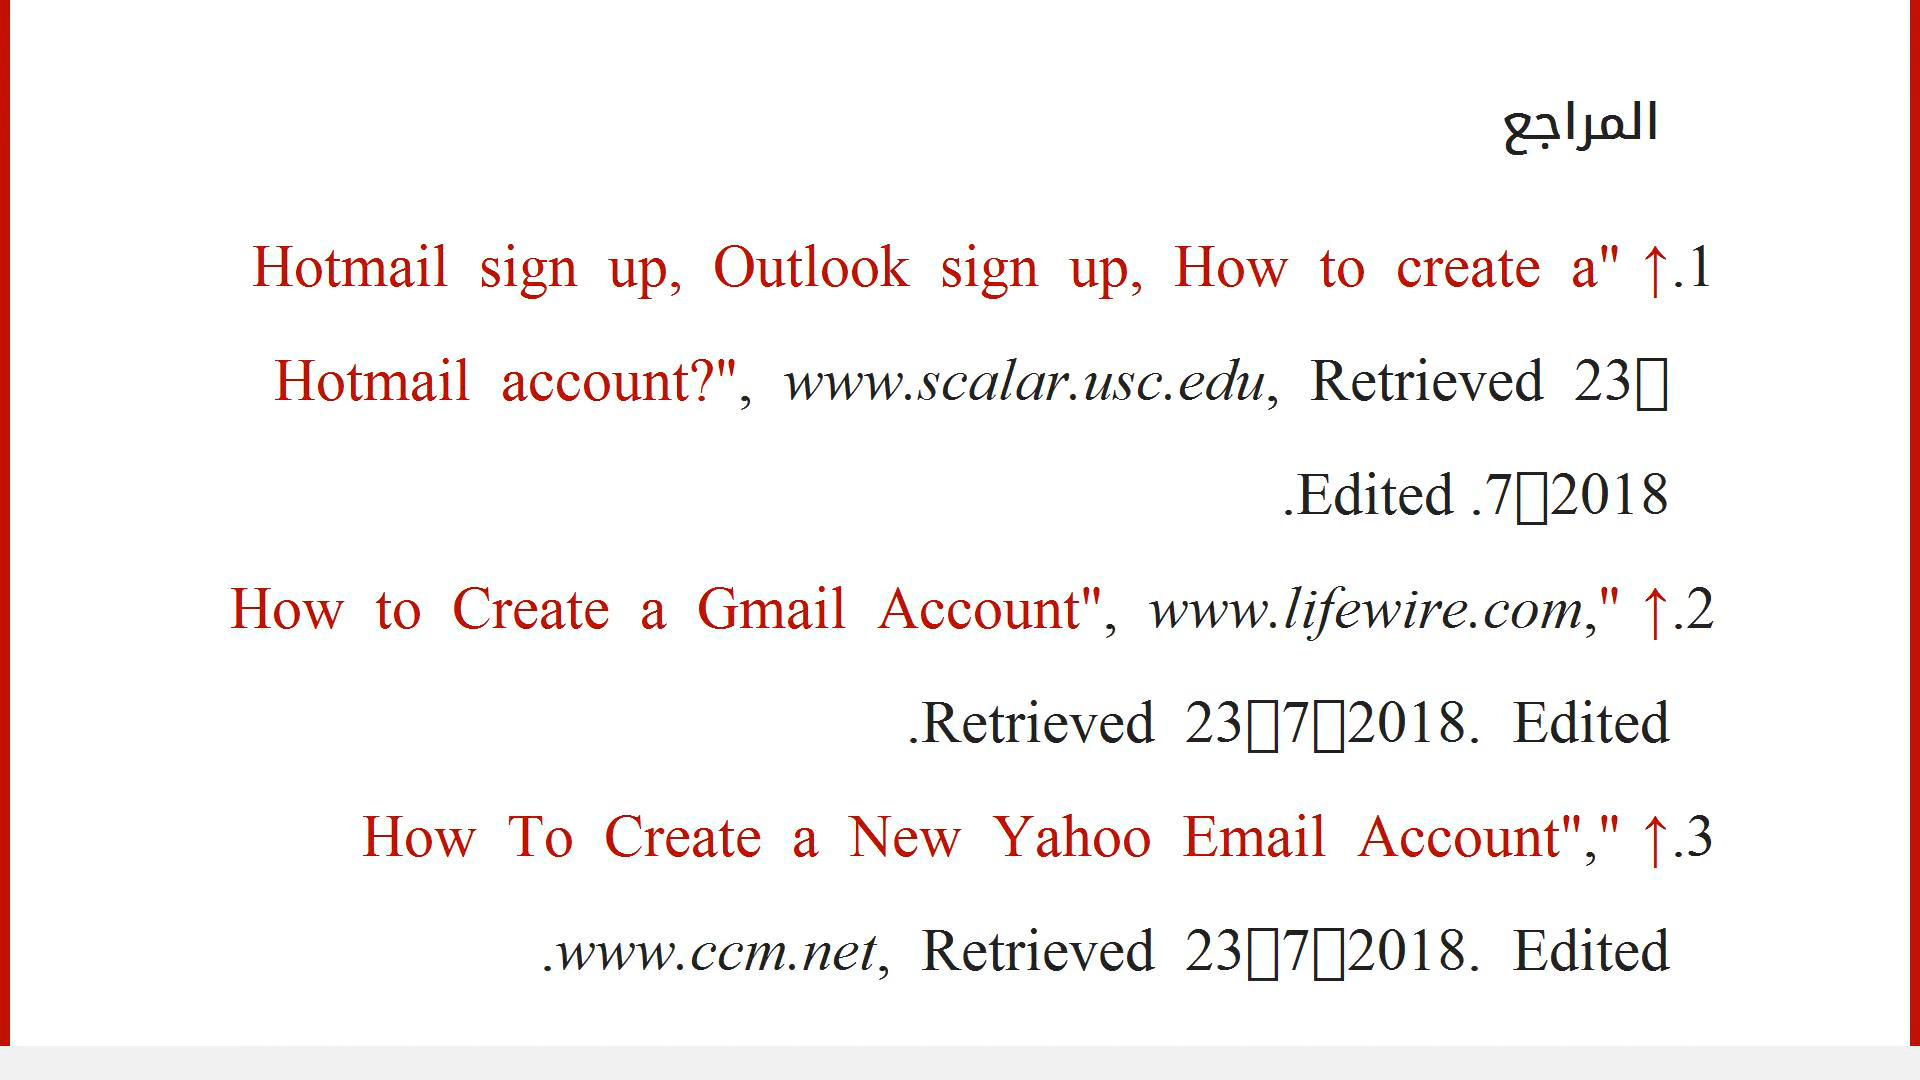 المراجع
1. ↑ "Hotmail sign up, Outlook sign up, How to create a
Hotmail account?", www.scalar.usc.edu, Retrieved 23▯
7▯2018. Edited.
2. ↑ "How to Create a Gmail Account", www.lifewire.com,
Retrieved 23▯7▯2018. Edited.
3. ↑ "How To Create a New Yahoo Email Account",
www.ccm.net, Retrieved 23▯7▯2018. Edited.